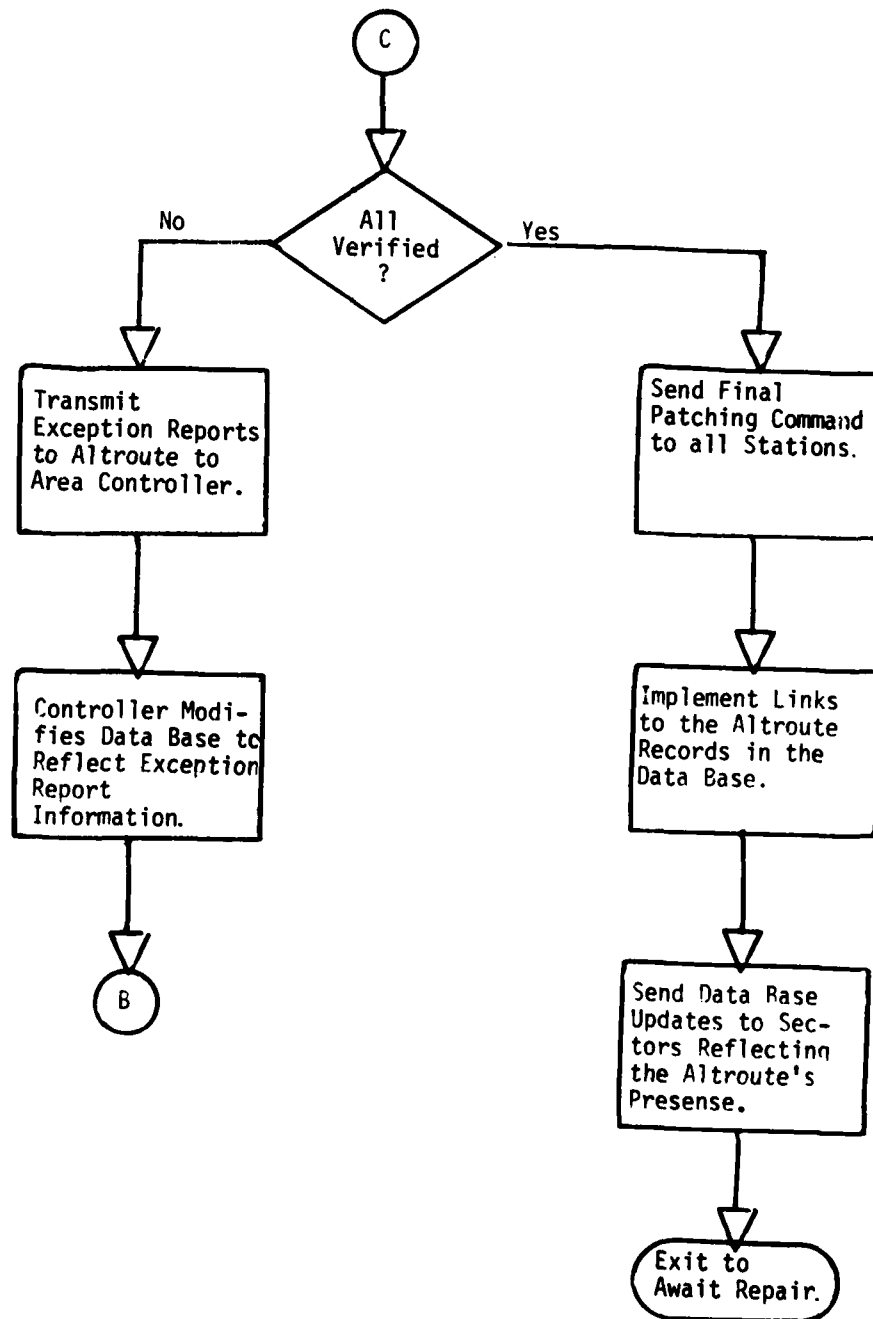 C
All
Verified
?
No
Yes
Transmit
Exception Reports
to Altroute to
Area Controller.
Send Final
Patching Command
to all Stations.
Controller Modi-
fies Data Base to
Reflect Exception
Report
Information.
Implement Links
to the Altroute
Records in the
Data Base.
B
Send Data Base
Updates to Sec-
tors Reflecting
the Altroute's
Presense.
Exit to
Await Repair.